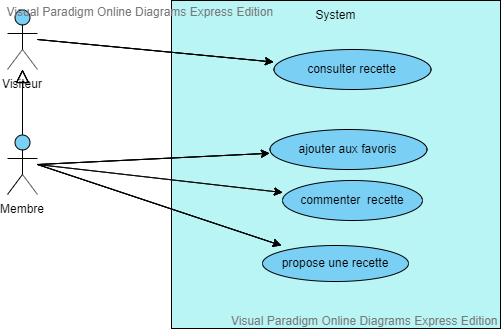 Visual Paradigm Online Diagrams Express Edition
System
consulter recette
Visiteur
ajouter aux favoris
commenter recette
Membre
propose une recette
Visual Paradigm Online Diagrams Express Edition